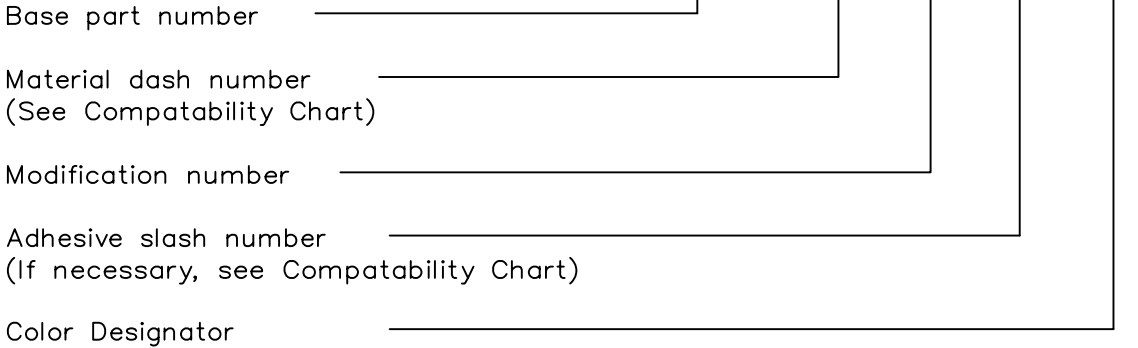 Base part number
Material dash number
(See Compatability Chart)
Modification number
Adhesive slash number
(If necessary, see Compatability Chart)
Color Designator